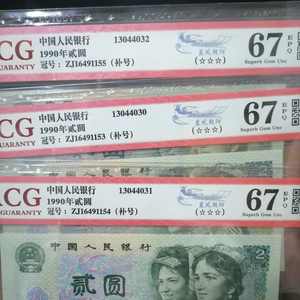 CG
GUARANTY
中国人民银行 13044032
1990年贰圆
冠号：ZJ16491155（补号）
（☆☆☆）
67 EPQ
Superb Gem Unc
ACG
GUARANTY
中国人民银行 13044030
1990年贰圆
冠号：ZJ16491153（补号）
（☆☆☆）
67 EPQ
Superb Gem Unc
CG
GUARANTY
中国人民银行 13044031
1990年贰圆
冠号：ZJ16491154（补号）
（☆☆☆）
67 EPQ
Superb Gem Unc
中国人民银行
贰圆
2